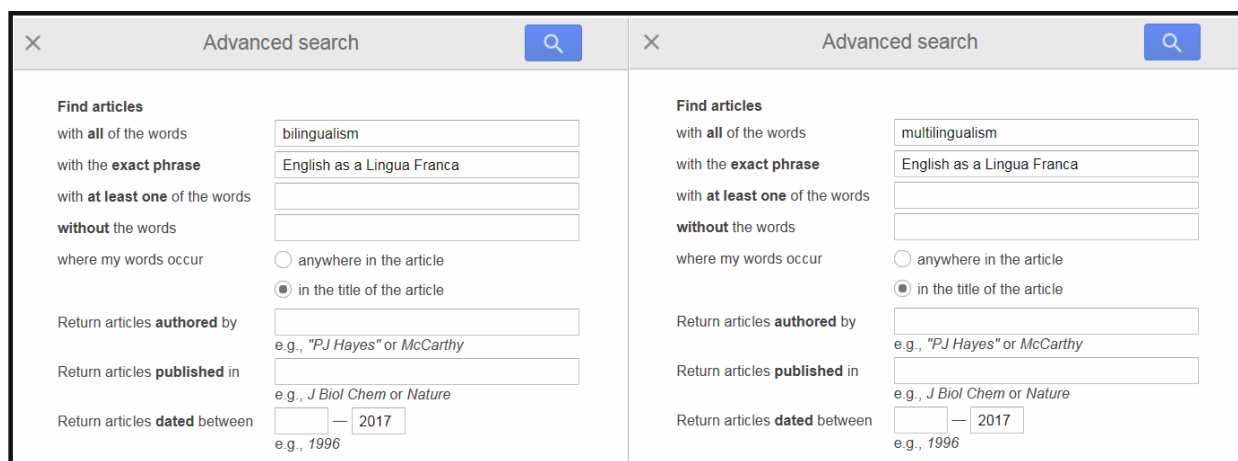 Advanced search
Find articles
with all of the words bilingualism
with the exact phrase English as a Lingua Franca
with at least one of the words
without the words
where my words occur anywhere in the article
in the title of the article
Return articles authored by
e.g., "PJ Hayes" or McCarthy
Return articles published in
e.g., J Biol Chem or Nature
Return articles dated between — 2017
e.g., 1996
Advanced search
Find articles
with all of the words multilingualism
with the exact phrase English as a Lingua Franca
with at least one of the words
without the words
where my words occur anywhere in the article
in the title of the article
Return articles authored by
e.g., "PJ Hayes" or McCarthy
Return articles published in
e.g., J Biol Chem or Nature
Return articles dated between — 2017
e.g., 1996